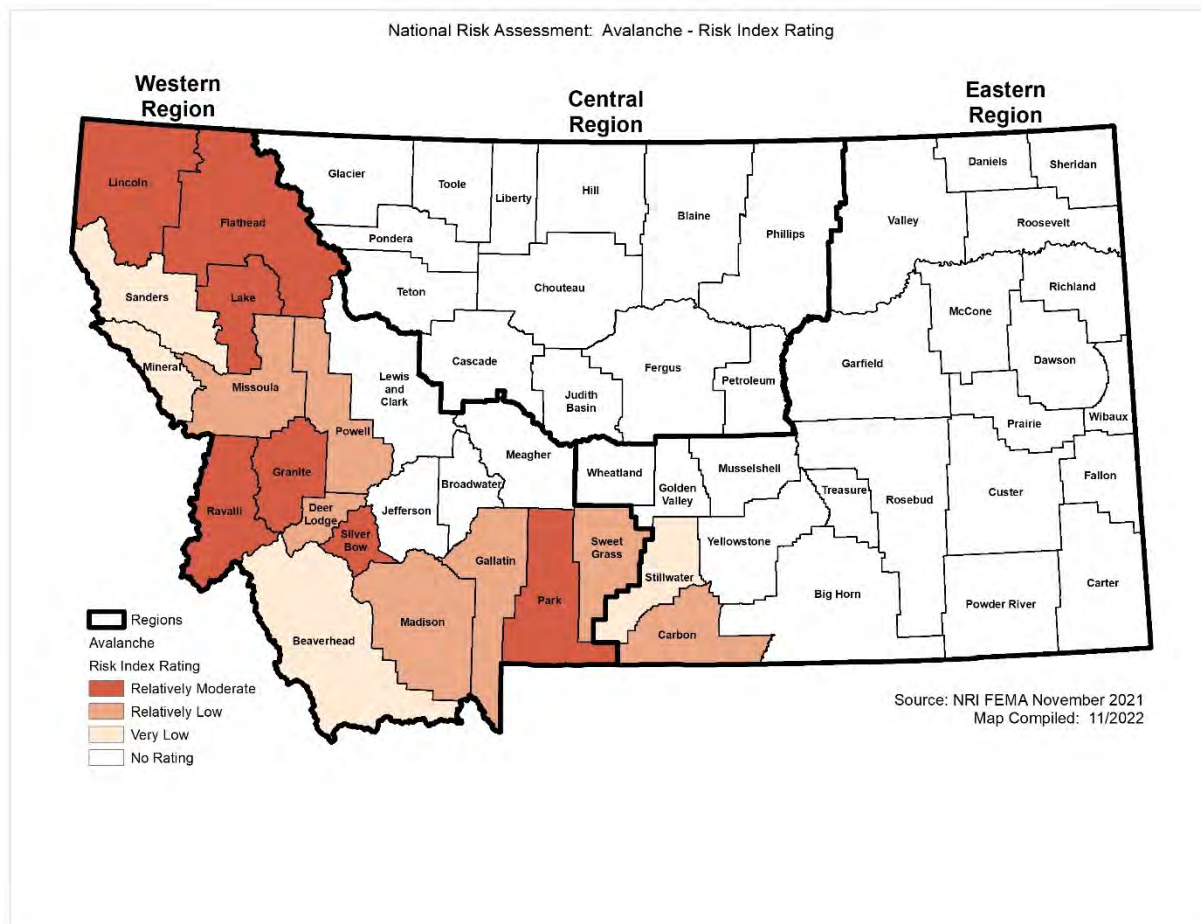 National Risk Assessment: Avalanche - Risk Index Rating
Western
Region
Central
Region
Eastern
Region
Lincoln
Flathead
Glacier
Toole
Liberty
Hill
Blaine
Phillips
Valley
Daniels
Sheridan
Roosevelt
Pondera
Teton
Chouteau
Sanders
Lake
Richland
McCone
Mineral
Missoula
Cascade
Lewis
and
Clark
Judith
Basin
Fergus
Petroleum
Garfield
Dawson
Powell
Prairie
Wibaux
Granite
Meagher
Wheatland
Golden
Valley
Musselshell
Ravalli
Deer
Lodge
Silver
Bow
Jefferson
Broadwater
Treasure
Rosebud
Custer
Fallon
Gallatin
Park
Sweet
Grass
Stillwater
Yellowstone
Big Horn
Carter
Beaverhead
Madison
Carbon
Powder River
Regions
Avalanche
Risk Index Rating
Relatively Moderate
Relatively Low
Very Low
No Rating
Source: NRI FEMA November 2021
Map Compiled: 11/2022